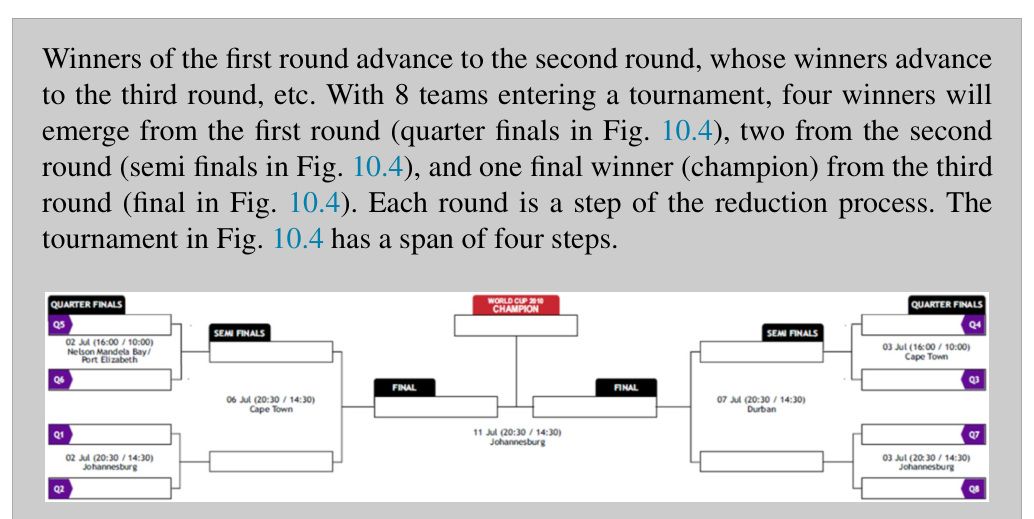 Winners of the first round advance to the second round, whose winners advance
to the third round, etc. With 8 teams entering a tournament, four winners will
emerge from the first round (quarter finals in Fig. 10.4), two from the second
round (semi finals in Fig. 10.4), and one final winner (champion) from the third
round (final in Fig. 10.4). Each round is a step of the reduction process. The
tournament in Fig. 10.4 has a span of four steps.
QUARTER FINALS
WORLD CUP 2010
CHAMPION
QUARTER FINALS
Q5
Q4
SEMI FINALS
SEMI FINALS
02 Jul (16:00 / 10:00)
Nelson Mandela Bay/
Port Elizabeth
03 Jul (16:00 / 10:00)
Cape Town
Q6
Q3
FINAL
FINAL
06 Jul (20:30 / 14:30)
Cape Town
07 Jul (20:30 / 14:30)
Durban
Q1
Q7
11 Jul (20:30 / 14:30)
Johannesburg
02 Jul (20:30 / 14:30)
Johannesburg
03 Jul (20:30 / 14:30)
Johannesburg
Q2
Q8